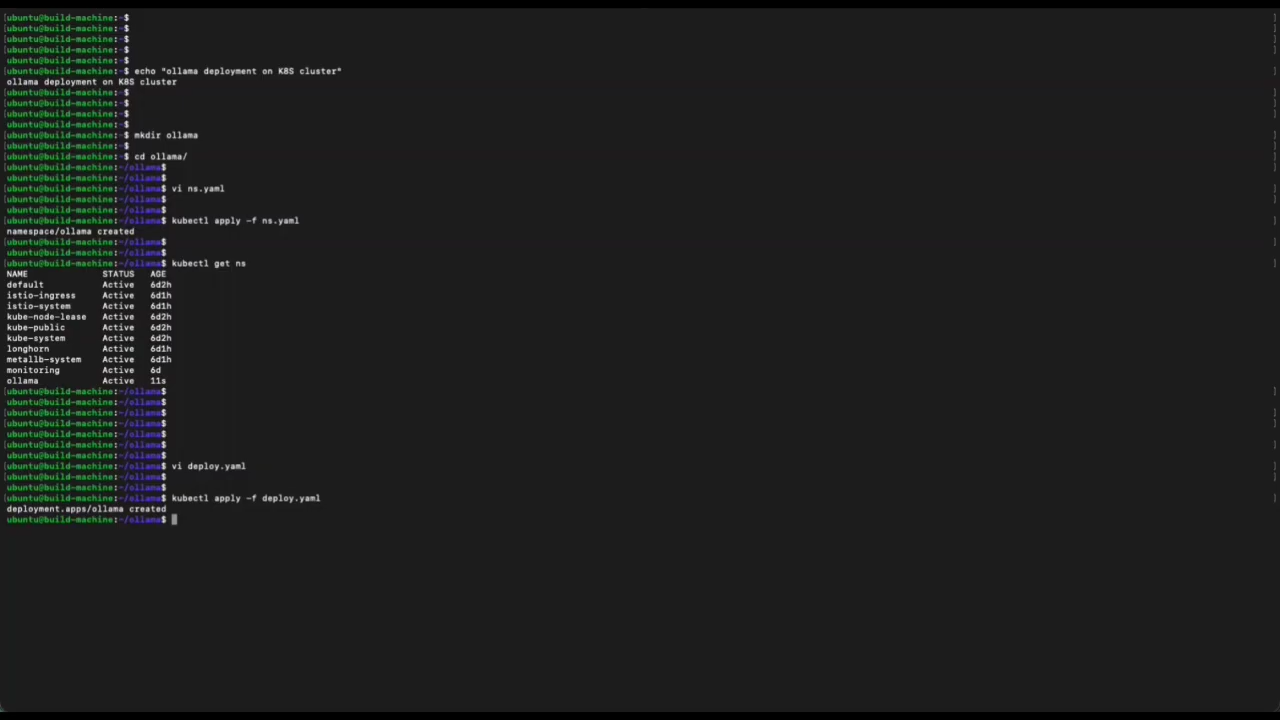 ubuntu@build-machine:~$
ubuntu@build-machine:~$
ubuntu@build-machine:~$
ubuntu@build-machine:~$
ubuntu@build-machine:~$
ubuntu@build-machine:~$ echo "ollama deployment on K8S cluster"
ollama deployment on K8S cluster
ubuntu@build-machine:~$
ubuntu@build-machine:~$
ubuntu@build-machine:~$
ubuntu@build-machine:~$
ubuntu@build-machine:~$ mkdir ollama
ubuntu@build-machine:~$
ubuntu@build-machine:~$ cd ollama/
ubuntu@build-machine:~/ollama$
ubuntu@build-machine:~/ollama$
ubuntu@build-machine:~/ollama$ vi ns.yaml
ubuntu@build-machine:~/ollama$
ubuntu@build-machine:~/ollama$
ubuntu@build-machine:~/ollama$ kubectl apply -f ns.yaml
namespace/ollama created
ubuntu@build-machine:~/ollama$
ubuntu@build-machine:~/ollama$
ubuntu@build-machine:~/ollama$ kubectl get ns
NAME STATUS AGE
default Active 6d2h
istio-ingress Active 6d1h
istio-system Active 6d1h
kube-node-lease Active 6d2h
kube-public Active 6d2h
kube-system Active 6d2h
longhorn Active 6d1h
metallb-system Active 6d1h
monitoring Active 6d
ollama Active 11s
ubuntu@build-machine:~/ollama$
ubuntu@build-machine:~/ollama$
ubuntu@build-machine:~/ollama$
ubuntu@build-machine:~/ollama$
ubuntu@build-machine:~/ollama$
ubuntu@build-machine:~/ollama$
ubuntu@build-machine:~/ollama$
ubuntu@build-machine:~/ollama$ vi deploy.yaml
ubuntu@build-machine:~/ollama$
ubuntu@build-machine:~/ollama$
ubuntu@build-machine:~/ollama$ kubectl apply -f deploy.yaml
deployment.apps/ollama created
ubuntu@build-machine:~/ollama$